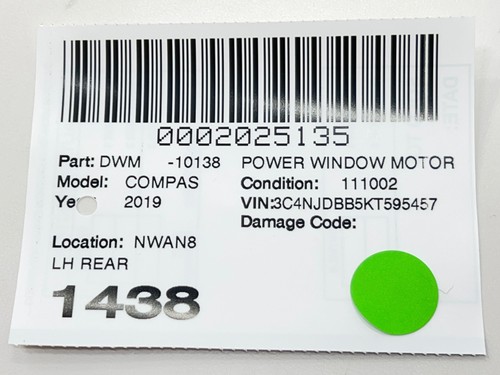 0002025135
Part: DWM -10138 POWER WINDOW MOTOR
Model: COMPAS Condition: 111002
Ye 2019 VIN:3C4NJDBB5KT595457
Damage Code:
Location: NWAN8
LH REAR
1438